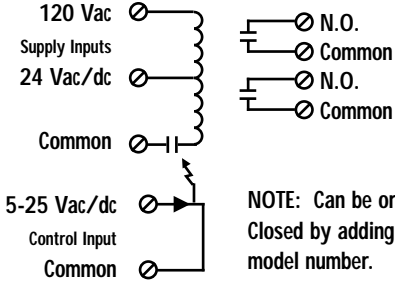 120 Vac
Supply Inputs
24 Vac/dc
Common
5-25 Vac/dc
Control Input
Common
N.O.
Common
N.O.
Common
NOTE: Can be or
Closed by adding
model number.